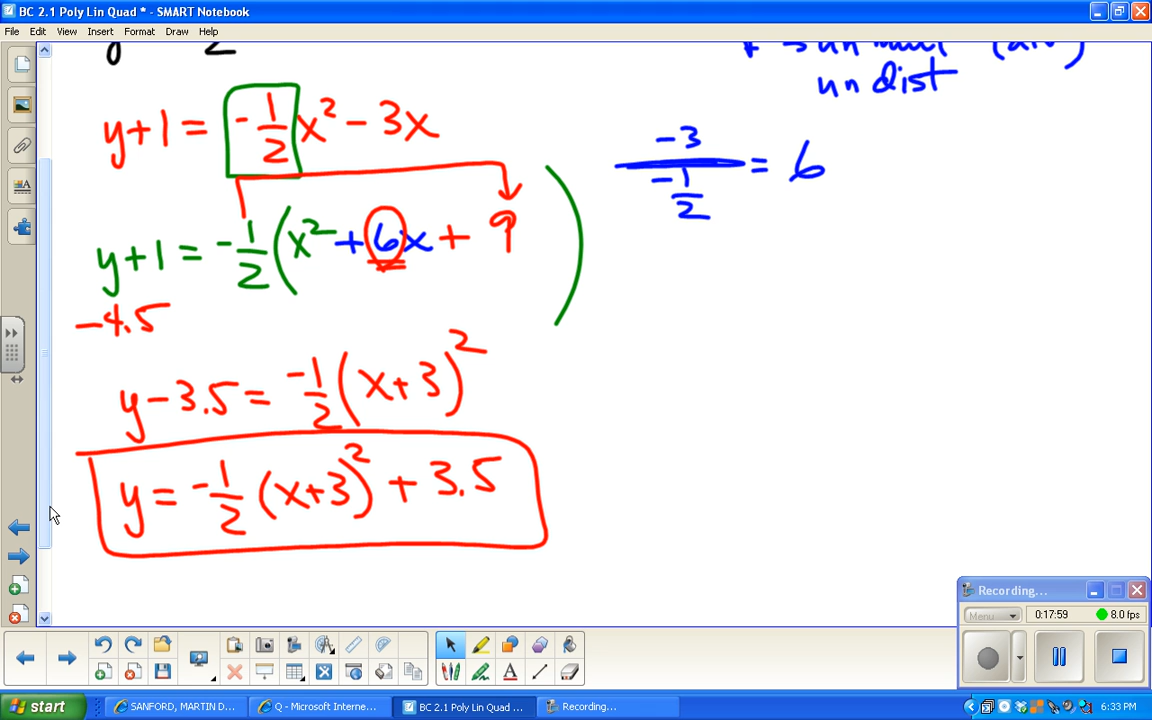 BC 2.1 Poly Lin Quad * - SMART Notebook
File Edit View Insert Format Draw Help
un dist
y+1 = -1/2 x² - 3x
-3 / -1/2 = 6
y+1 = -1/2 (x² + 6x + 9)
-4.5
y - 3.5 = -1/2 (x+3)²
y = -1/2 (x+3)² + 3.5
Recording...
Menu 0:17:59 8.0 fps
start SANFORD, MARTIN D... Q - Microsoft Interne... BC 2.1 Poly Lin Quad ... Recording... 6:33 PM